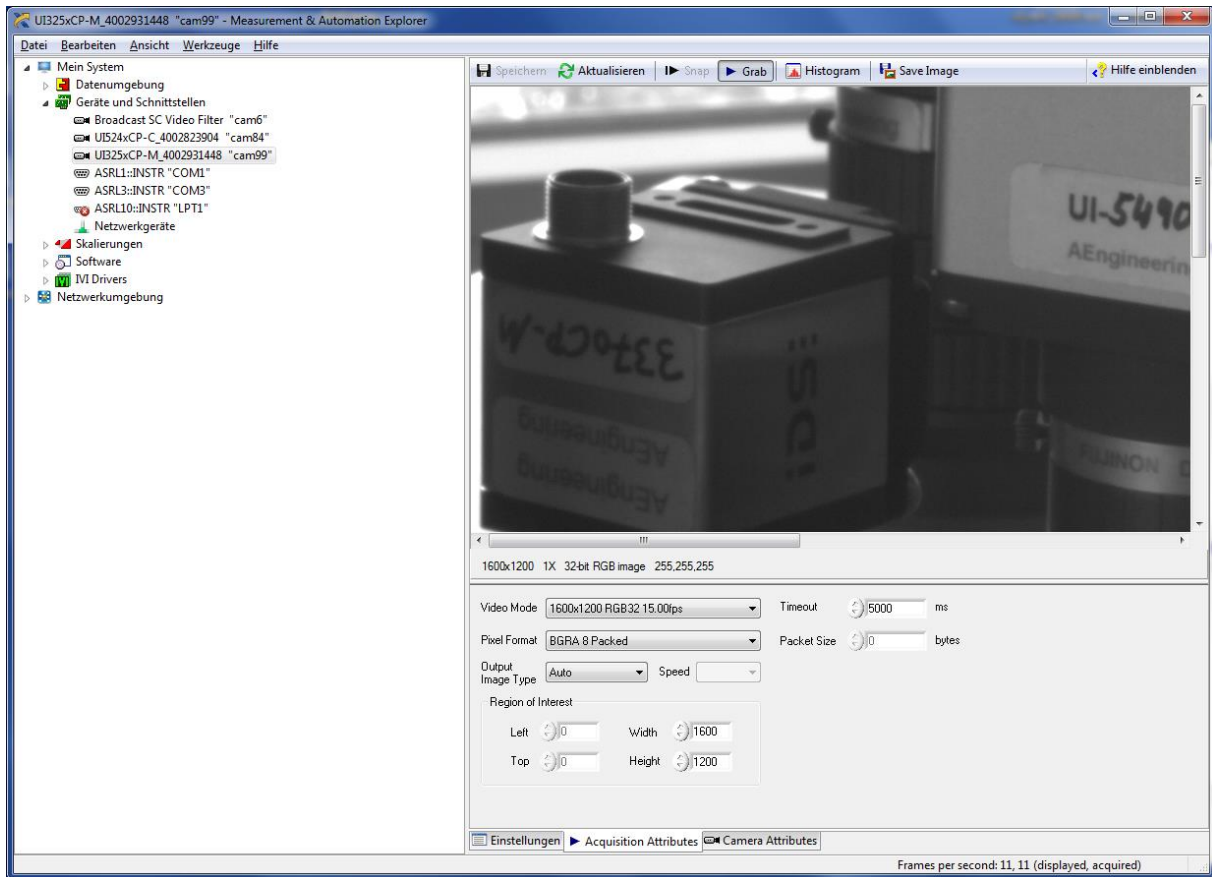 UI325xCP-M_4002931448 "cam99" - Measurement & Automation Explorer
Datei Bearbeiten Ansicht Werkzeuge Hilfe
Mein System
Datenumgebung
Geräte und Schnittstellen
Broadcast SC Video Filter "cam6"
UI524xCP-C_4002823904 "cam84"
UI325xCP-M_4002931448 "cam99"
ASRL1::INSTR "COM1"
ASRL3::INSTR "COM3"
ASRL10::INSTR "LPT1"
Netzwerkgeräte
Skalierungen
Software
IVI Drivers
Netzwerkumgebung
Speichern Aktualisieren Snap Grab Histogram Save Image Hilfe einblenden
UI-5490
AEngineerin
3370CP-M
iDS
AEngineering
AEngineering
FUJINON
1600x1200 1X 32-bit RGB image 255,255,255
Video Mode 1600x1200 RGB32 15.00fps Timeout 5000 ms
Pixel Format BGRA 8 Packed Packet Size 0 bytes
Output Image Type Auto Speed
Region of Interest
Left 0 Width 1600
Top 0 Height 1200
Einstellungen Acquisition Attributes Camera Attributes
Frames per second: 11, 11 (displayed, acquired)